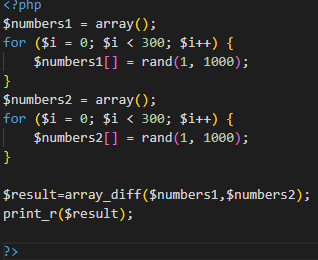 <?php
$numbers1 = array();
for ($i = 0; $i < 300; $i++) {
    $numbers1[] = rand(1, 1000);
}
$numbers2 = array();
for ($i = 0; $i < 300; $i++) {
    $numbers2[] = rand(1, 1000);
}

$result=array_diff($numbers1,$numbers2);
print_r($result);

?>